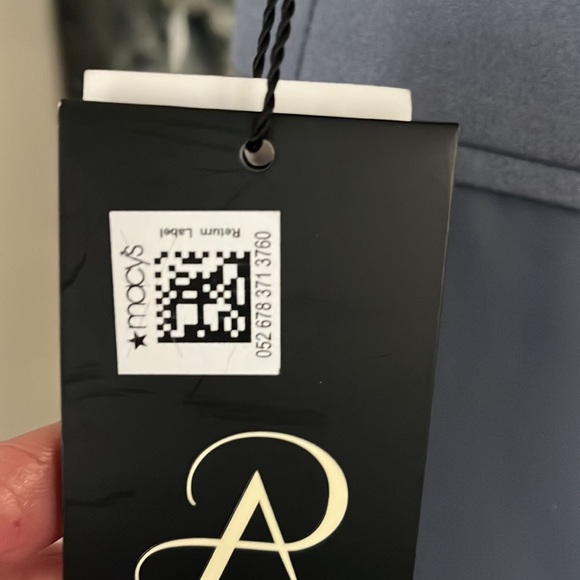 ★macy's
Return Label
052 678 371 3760
A